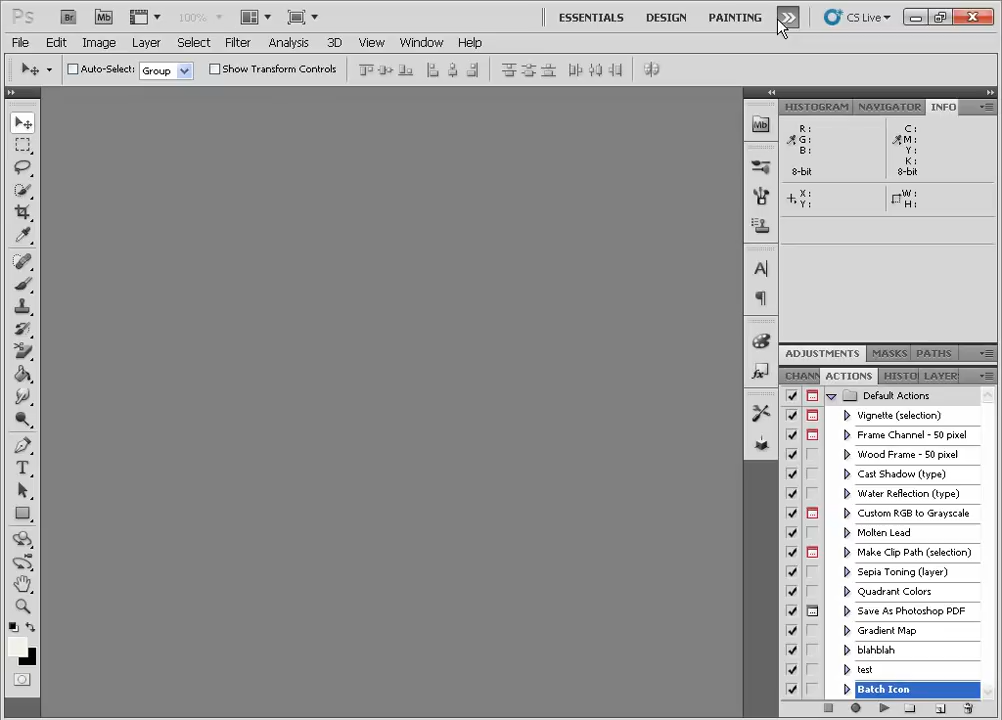 Ps Br Mb 100% ESSENTIALS DESIGN PAINTING CS Live
File Edit Image Layer Select Filter Analysis 3D View Window Help
Auto-Select: Group Show Transform Controls
HISTOGRAM NAVIGATOR INFO
Mb
R: C:
G: M:
B: Y:
K:
8-bit 8-bit
X: W:
Y: H:
A
ADJUSTMENTS MASKS PATHS
CHANN ACTIONS HISTO LAYER
Default Actions
Vignette (selection)
Frame Channel - 50 pixel
Wood Frame - 50 pixel
Cast Shadow (type)
Water Reflection (type)
Custom RGB to Grayscale
Molten Lead
Make Clip Path (selection)
Sepia Toning (layer)
Quadrant Colors
Save As Photoshop PDF
Gradient Map
blahblah
test
Batch Icon